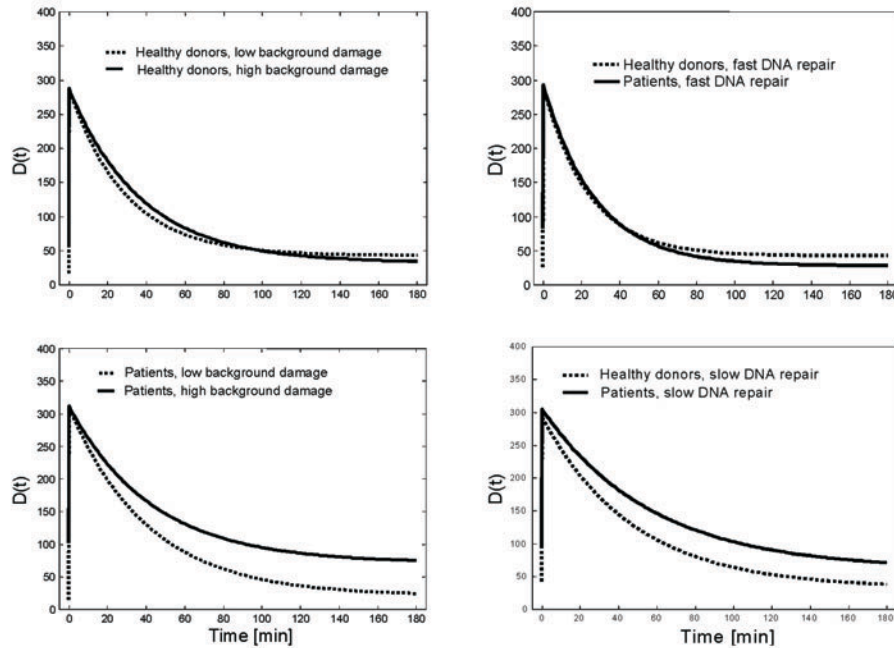 400
350
300
250
200
150
100
50
0
D(t)
Healthy donors, low background damage
Healthy donors, high background damage
0 20 40 60 80 100 120 140 160 180
400
350
300
250
200
150
100
50
0
D(t)
Healthy donors, fast DNA repair
Patients, fast DNA repair
0 20 40 60 80 100 120 140 160 180
400
350
300
250
200
150
100
50
0
D(t)
Patients, low background damage
Patients, high background damage
0 20 40 60 80 100 120 140 160 180
Time [min]
400
350
300
250
200
150
100
50
0
D(t)
Healthy donors, slow DNA repair
Patients, slow DNA repair
0 20 40 60 80 100 120 140 160 180
Time [min]